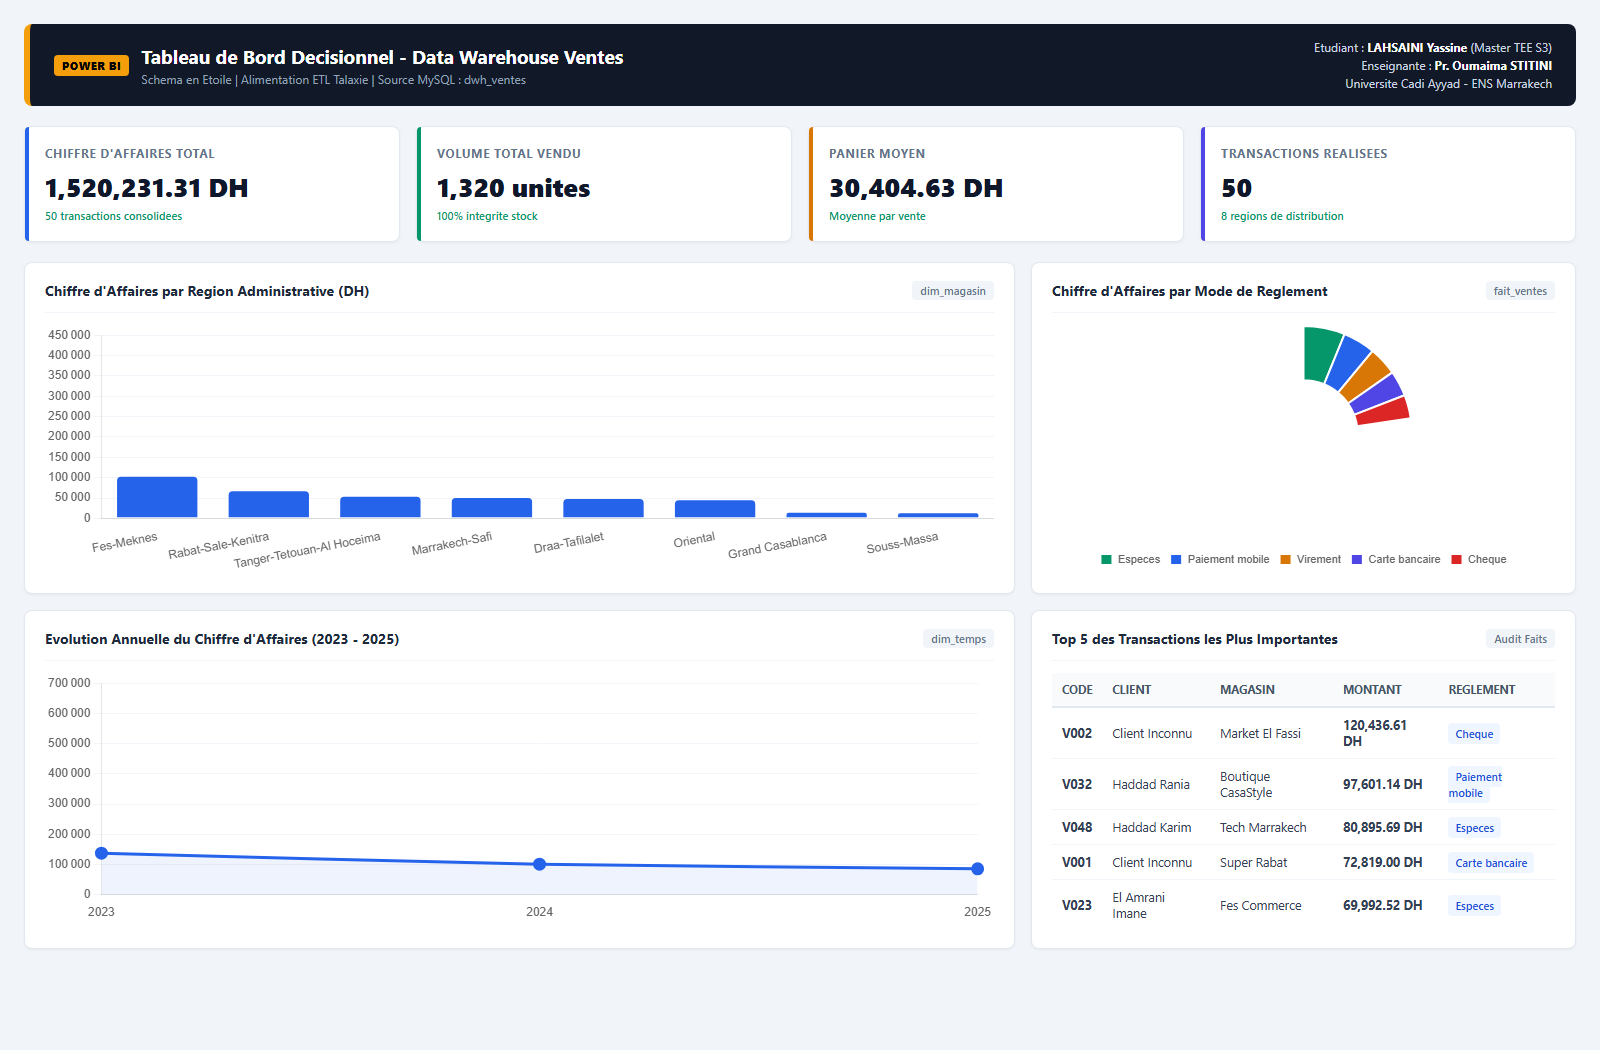 POWER BI
Tableau de Bord Decisionnel - Data Warehouse Ventes
Schema en Etoile | Alimentation ETL Talaxie | Source MySQL : dwh_ventes
Etudiant : LAHSAINI Yassine (Master TEE S3)
Enseignante : Pr. Oumaima STITINI
Universite Cadi Ayyad - ENS Marrakech
CHIFFRE D'AFFAIRES TOTAL
1,520,231.31 DH
50 transactions consolidees
VOLUME TOTAL VENDU
1,320 unites
100% integrite stock
PANIER MOYEN
30,404.63 DH
Moyenne par vente
TRANSACTIONS REALISEES
50
8 regions de distribution
Chiffre d'Affaires par Region Administrative (DH)
dim_magasin
450 000
400 000
350 000
300 000
250 000
200 000
150 000
100 000
50 000
0
Fes-Meknes
Rabat-Sale-Kenitra
Tanger-Tetouan-Al Hoceima
Marrakech-Safi
Draa-Tafilalet
Oriental
Grand Casablanca
Souss-Massa
Chiffre d'Affaires par Mode de Reglement
fait_ventes
Especes
Paiement mobile
Virement
Carte bancaire
Cheque
Evolution Annuelle du Chiffre d'Affaires (2023 - 2025)
dim_temps
700 000
600 000
500 000
400 000
300 000
200 000
100 000
0
2023
2024
2025
Top 5 des Transactions les Plus Importantes
Audit Faits
CODE CLIENT MAGASIN MONTANT REGLEMENT
V002 Client Inconnu Market El Fassi 120,436.61 DH Cheque
V032 Haddad Rania Boutique CasaStyle 97,601.14 DH Paiement mobile
V048 Haddad Karim Tech Marrakech 80,895.69 DH Especes
V001 Client Inconnu Super Rabat 72,819.00 DH Carte bancaire
V023 El Amrani Imane Fes Commerce 69,992.52 DH Especes